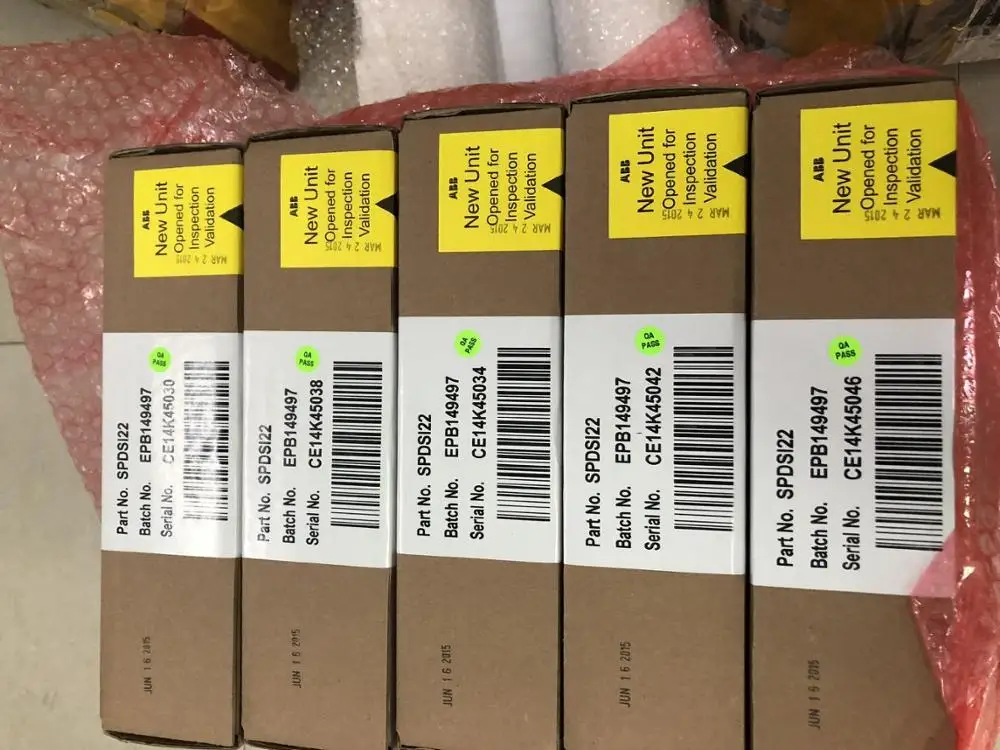 ABB
New Unit
Opened for
Inspection
Validation
MAR 2 4 2015
QA
PASS
Part No. SPDSI22
Batch No. EPB149497
Serial No. CE14K45030
JUN 1 6 2015
ABB
New Unit
Opened for
Inspection
Validation
MAR 2 4 2015
QA
PASS
Part No. SPDSI22
Batch No. EPB149497
Serial No. CE14K45038
JUN 1 6 2015
ABB
New Unit
Opened for
Inspection
Validation
MAR 2 4 2015
QA
PASS
Part No. SPDSI22
Batch No. EPB149497
Serial No. CE14K45034
JUN 1 6 2015
ABB
New Unit
Opened for
Inspection
Validation
MAR 2 4 2015
QA
PASS
Part No. SPDSI22
Batch No. EPB149497
Serial No. CE14K45042
JUN 1 6 2015
ABB
New Unit
Opened for
Inspection
Validation
MAR 2 4 2015
QA
PASS
Part No. SPDSI22
Batch No. EPB149497
Serial No. CE14K45046
JUN 1 6 2015